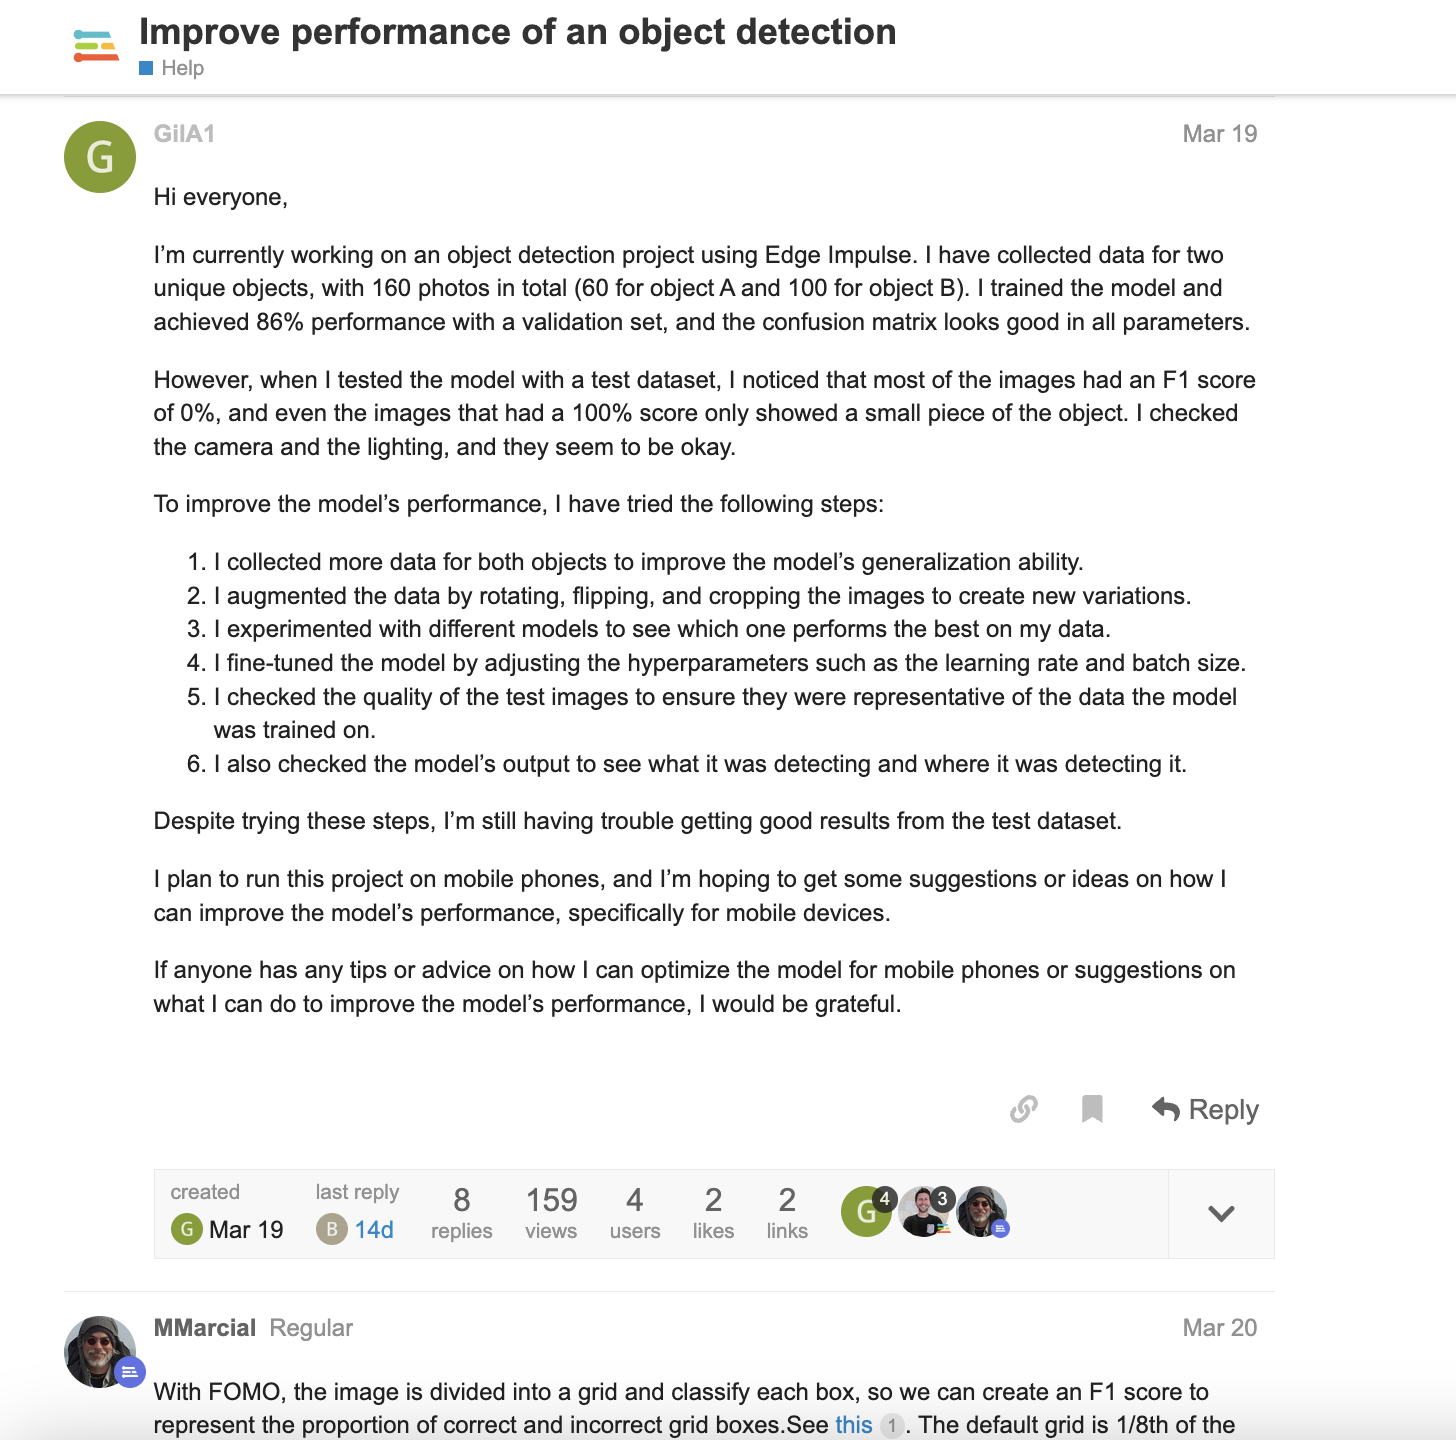 Improve performance of an object detection
Help
GilA1
Mar 19
G
Hi everyone,
I’m currently working on an object detection project using Edge Impulse. I have collected data for two
unique objects, with 160 photos in total (60 for object A and 100 for object B). I trained the model and
achieved 86% performance with a validation set, and the confusion matrix looks good in all parameters.
However, when I tested the model with a test dataset, I noticed that most of the images had an F1 score
of 0%, and even the images that had a 100% score only showed a small piece of the object. I checked
the camera and the lighting, and they seem to be okay.
To improve the model’s performance, I have tried the following steps:
1. I collected more data for both objects to improve the model’s generalization ability.
2. I augmented the data by rotating, flipping, and cropping the images to create new variations.
3. I experimented with different models to see which one performs the best on my data.
4. I fine-tuned the model by adjusting the hyperparameters such as the learning rate and batch size.
5. I checked the quality of the test images to ensure they were representative of the data the model
was trained on.
6. I also checked the model’s output to see what it was detecting and where it was detecting it.
Despite trying these steps, I’m still having trouble getting good results from the test dataset.
I plan to run this project on mobile phones, and I’m hoping to get some suggestions or ideas on how I
can improve the model’s performance, specifically for mobile devices.
If anyone has any tips or advice on how I can optimize the model for mobile phones or suggestions on
what I can do to improve the model’s performance, I would be grateful.
Reply
created last reply 8 159 4 2 2 G 4 3
G Mar 19 B 14d replies views users likes links
MMarcial Regular Mar 20
With FOMO, the image is divided into a grid and classify each box, so we can create an F1 score to
represent the proportion of correct and incorrect grid boxes.See this 1 . The default grid is 1/8th of the